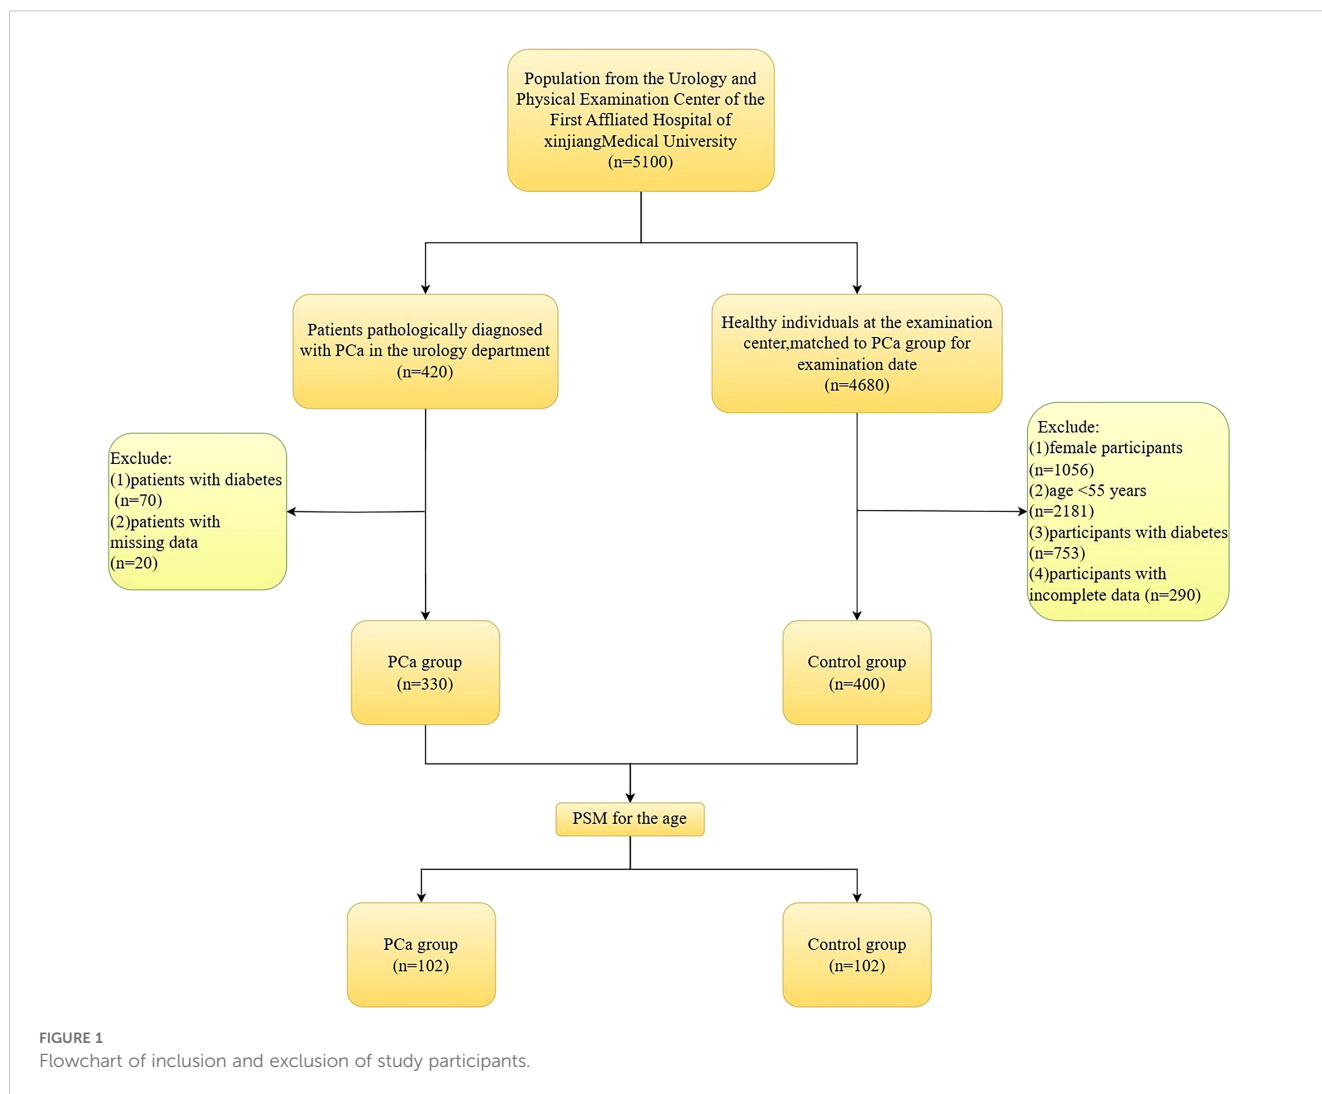 Population from the Urology and
Physical Examination Center of the
First Affliated Hospital of
xinjiangMedical University
(n=5100)
Patients pathologically diagnosed
with PCa in the urology department
(n=420)
Healthy individuals at the examination
center,matched to PCa group for
examination date
(n=4680)
Exclude:
(1)patients with diabetes
(n=70)
(2)patients with
missing data
(n=20)
Exclude:
(1)female participants
(n=1056)
(2)age <55 years
(n=2181)
(3)participants with diabetes
(n=753)
(4)participants with
incomplete data (n=290)
PCa group
(n=330)
Control group
(n=400)
PSM for the age
PCa group
(n=102)
Control group
(n=102)
FIGURE 1
Flowchart of inclusion and exclusion of study participants.